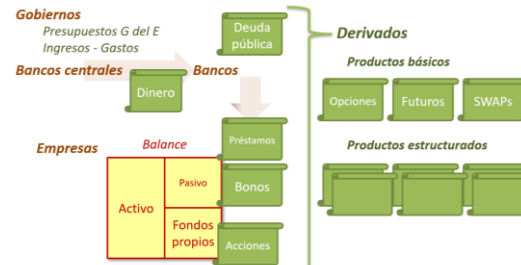 Gobiernos
Presupuestos G del E
Ingresos - Gastos
Deuda
pública
Bancos centrales
Bancos
Dinero
Préstamos
Empresas
Balance
Activo
Pasivo
Fondos
propios
Bonos
Acciones
Derivados
Productos básicos
Opciones
Futuros
SWAPs
Productos estructurados